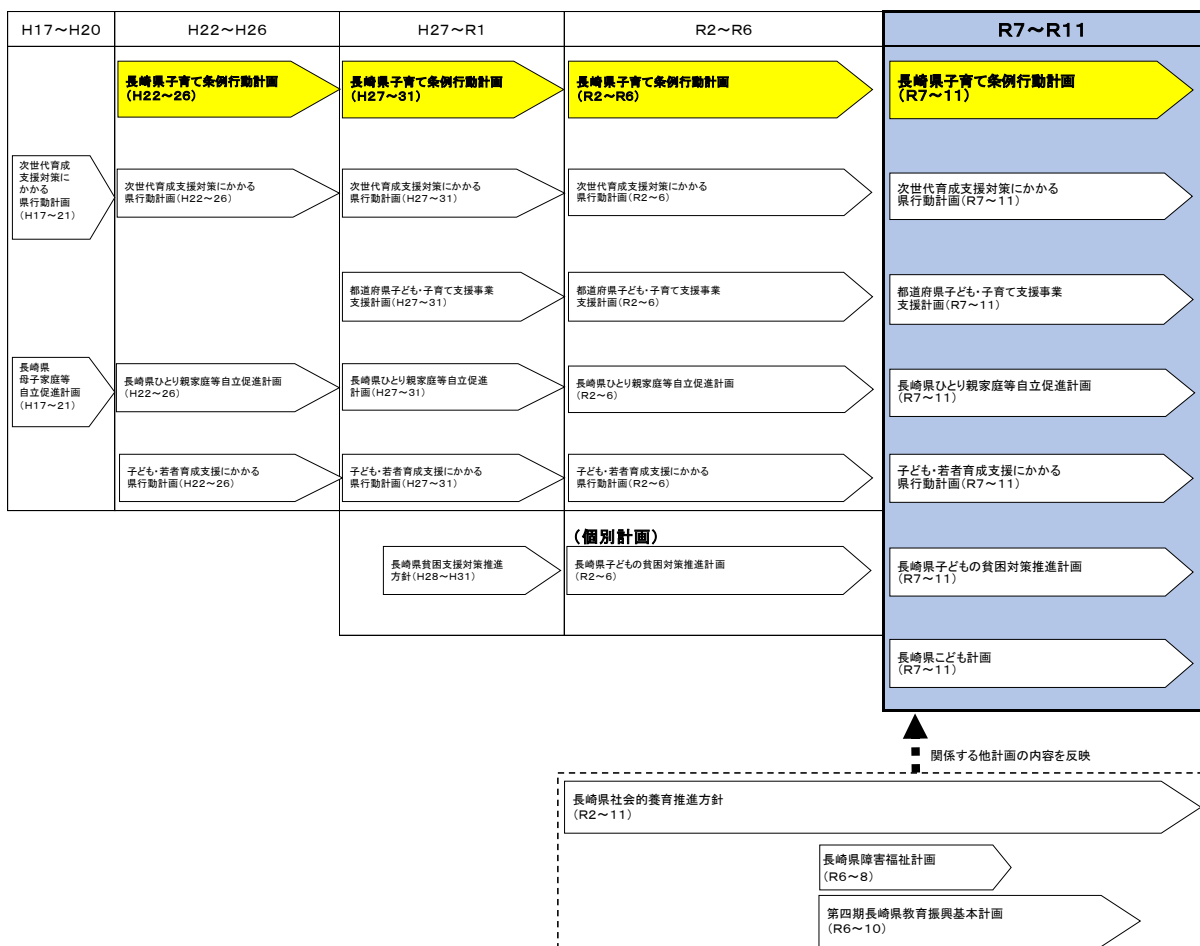 H17～H20
H22～H26
H27～R1
R2～R6
R7～R11
長崎県子育て条例行動計画
(H22～26)
長崎県子育て条例行動計画
(H27～31)
長崎県子育て条例行動計画
(R2～R6)
長崎県子育て条例行動計画
(R7～11)
次世代育成
支援対策に
かかる
県行動計画
(H17～21)
次世代育成支援対策にかかる
県行動計画(H22～26)
次世代育成支援対策にかかる
県行動計画(H27～31)
次世代育成支援対策にかかる
県行動計画(R2～6)
次世代育成支援対策にかかる
県行動計画(R7～11)
都道府県子ども・子育て支援事業
支援計画(H27～31)
都道府県子ども・子育て支援事業
支援計画(R2～6)
都道府県子ども・子育て支援事業
支援計画(R7～11)
長崎県
母子家庭等
自立促進計画
(H17～21)
長崎県ひとり親家庭等自立促進計画
(H22～26)
長崎県ひとり親家庭等自立促進
計画(H27～31)
長崎県ひとり親家庭等自立促進計画
(R2～6)
長崎県ひとり親家庭等自立促進計画
(R7～11)
子ども・若者育成支援にかかる
県行動計画(H22～26)
子ども・若者育成支援にかかる
県行動計画(H27～31)
子ども・若者育成支援にかかる
県行動計画(R2～6)
子ども・若者育成支援にかかる
県行動計画(R7～11)
(個別計画)
長崎県貧困支援対策推進
方針(H28～H31)
長崎県子どもの貧困対策推進計画
(R2～6)
長崎県子どもの貧困対策推進計画
(R7～11)
長崎県こども計画
(R7～11)
関係する他計画の内容を反映
長崎県社会的養育推進方針
(R2～11)
長崎県障害福祉計画
(R6～8)
第四期長崎県教育振興基本計画
(R6～10)